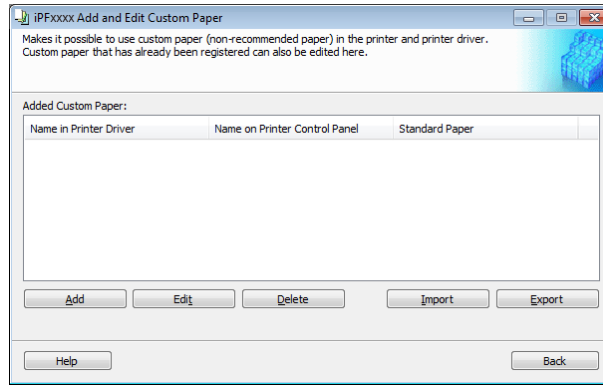 iPFxxxx Add and Edit Custom Paper
Makes it possible to use custom paper (non-recommended paper) in the printer and printer driver.
Custom paper that has already been registered can also be edited here.
Added Custom Paper:
Name in Printer Driver Name on Printer Control Panel Standard Paper
Add Edit Delete Import Export
Help Back